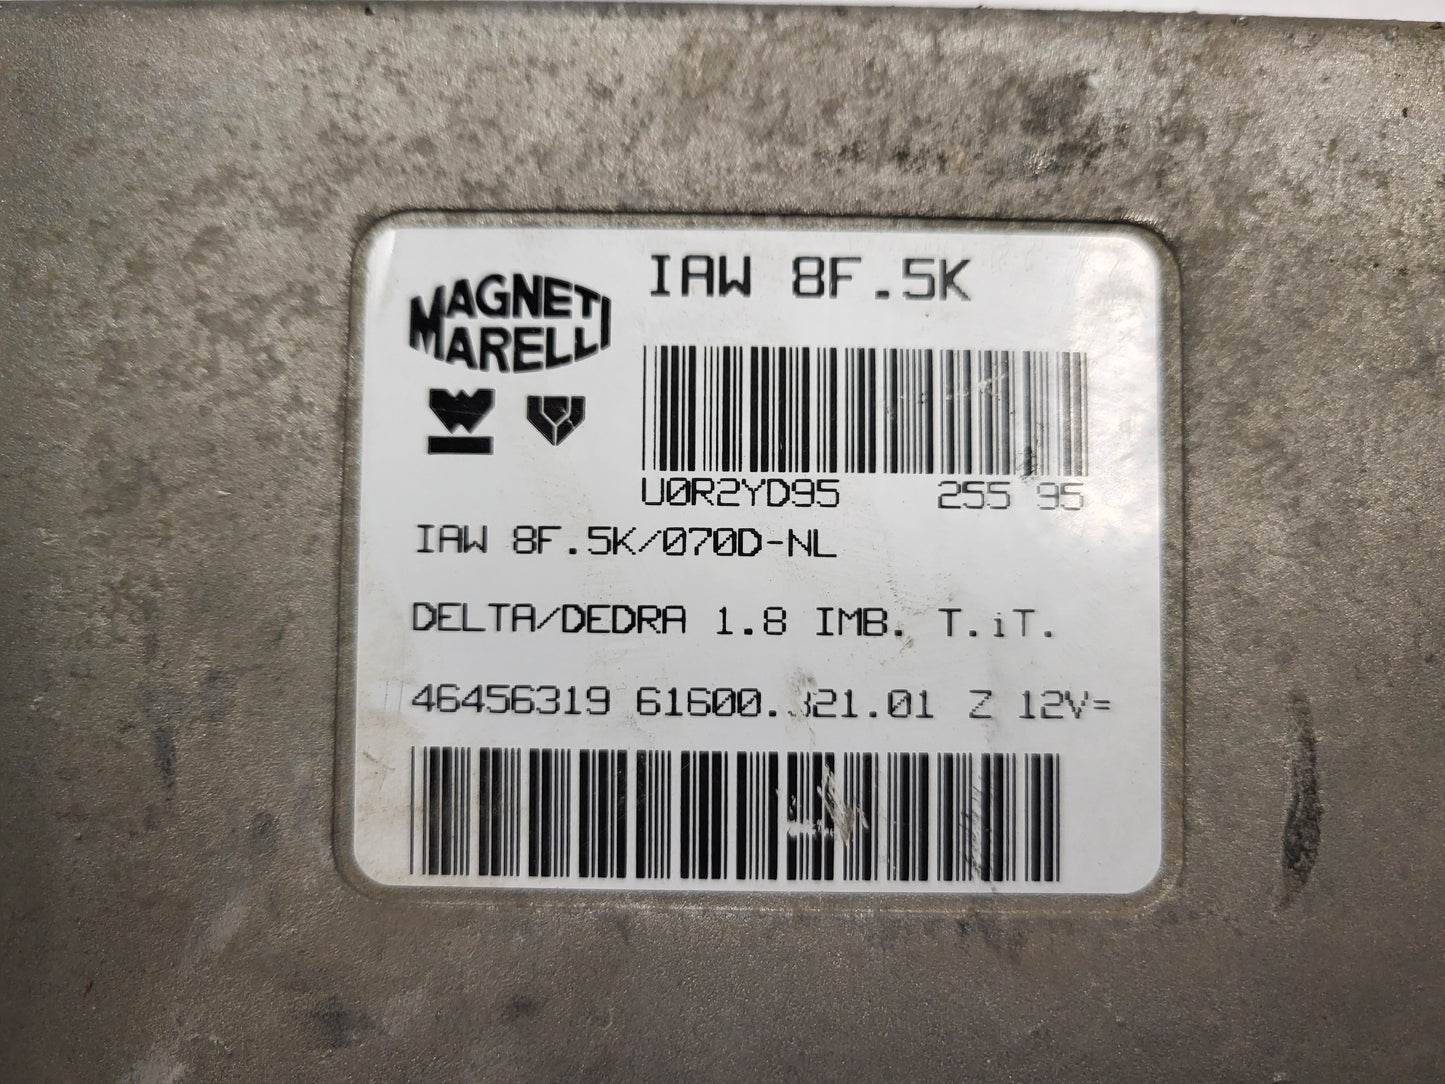 MAGNETI
MARELLI
IAW 8F.5K
U0R2YD95 255 95
IAW 8F.5K/070D-NL
DELTA/DEDRA 1.8 IMB. T.iT.
46456319 Z 12V=